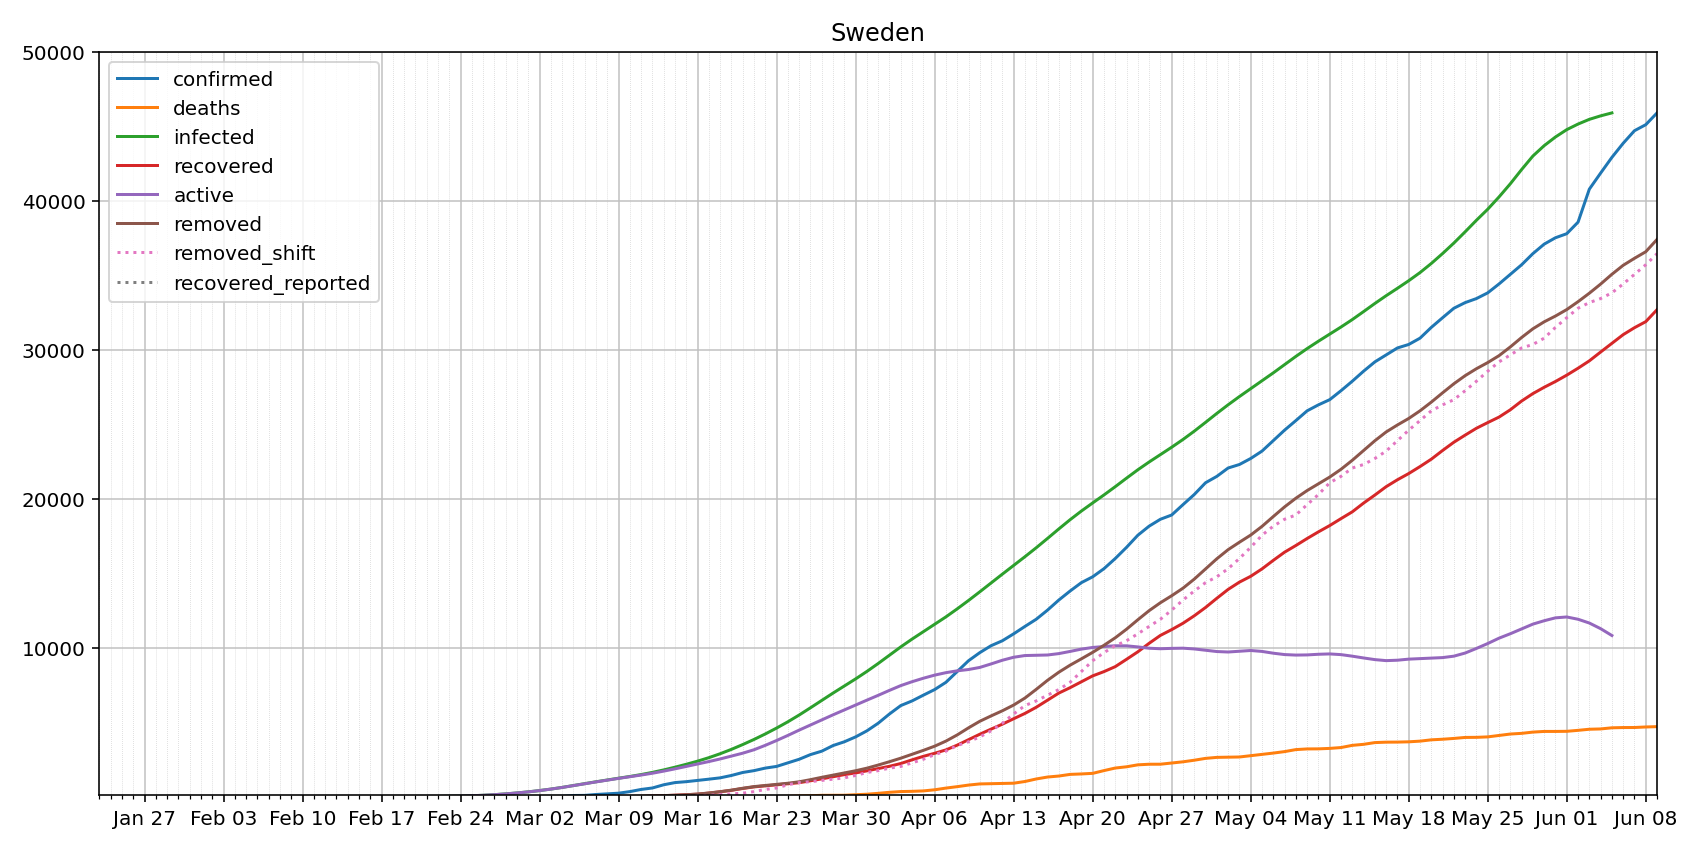 Sweden
50000
40000
30000
20000
10000
confirmed
deaths
infected
recovered
active
removed
removed_shift
recovered_reported
Jan 27 Feb 03 Feb 10 Feb 17 Feb 24 Mar 02 Mar 09 Mar 16 Mar 23 Mar 30 Apr 06 Apr 13 Apr 20 Apr 27 May 04 May 11 May 18 May 25 Jun 01 Jun 08